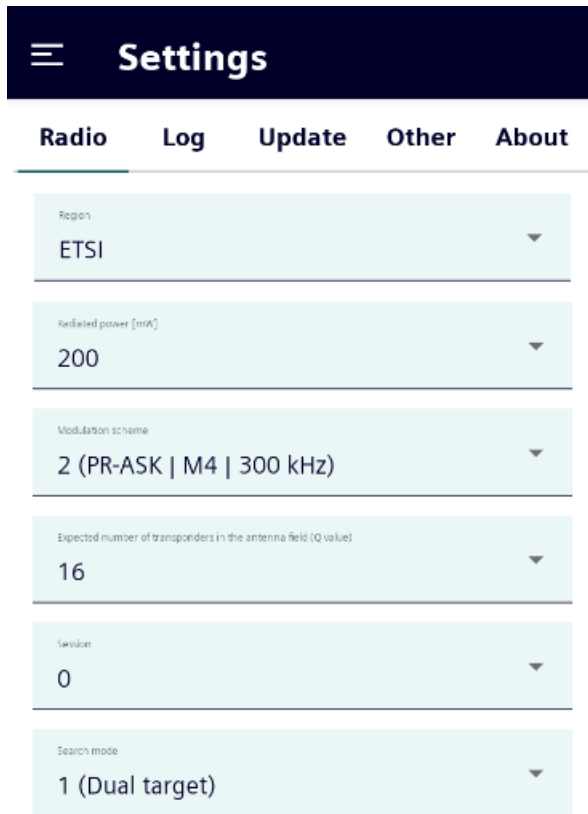 Settings
Radio Log Update Other About
Region
ETSI
Radiated power [mW]
200
Modulation scheme
2 (PR-ASK | M4 | 300 kHz)
Expected number of transponders in the antenna field (Q value)
16
Session
0
Search mode
1 (Dual target)